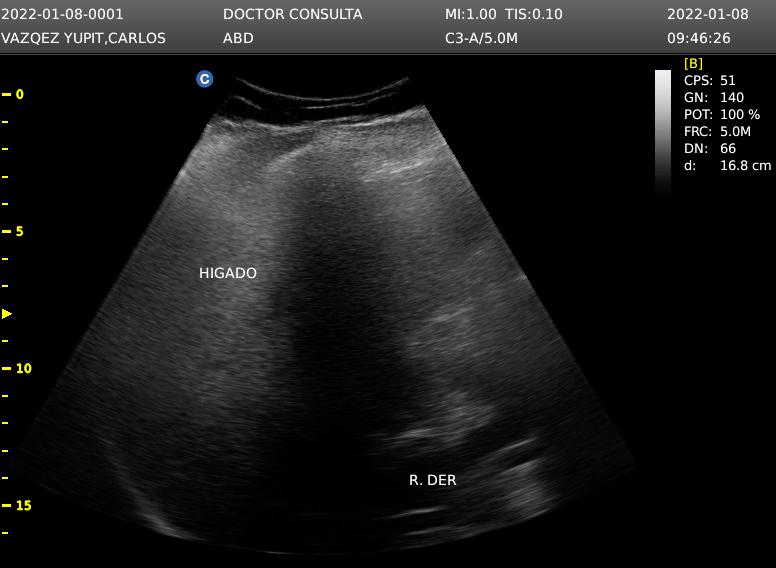 2022-01-08-0001 DOCTOR CONSULTA MI:1.00 TIS:0.10 2022-01-08
VAZQEZ YUPIT,CARLOS ABD C3-A/5.0M 09:46:26
C
[B]
CPS: 51
GN: 140
POT: 100 %
FRC: 5.0M
DN: 66
d: 16.8 cm
0
5
HIGADO
10
R. DER
15